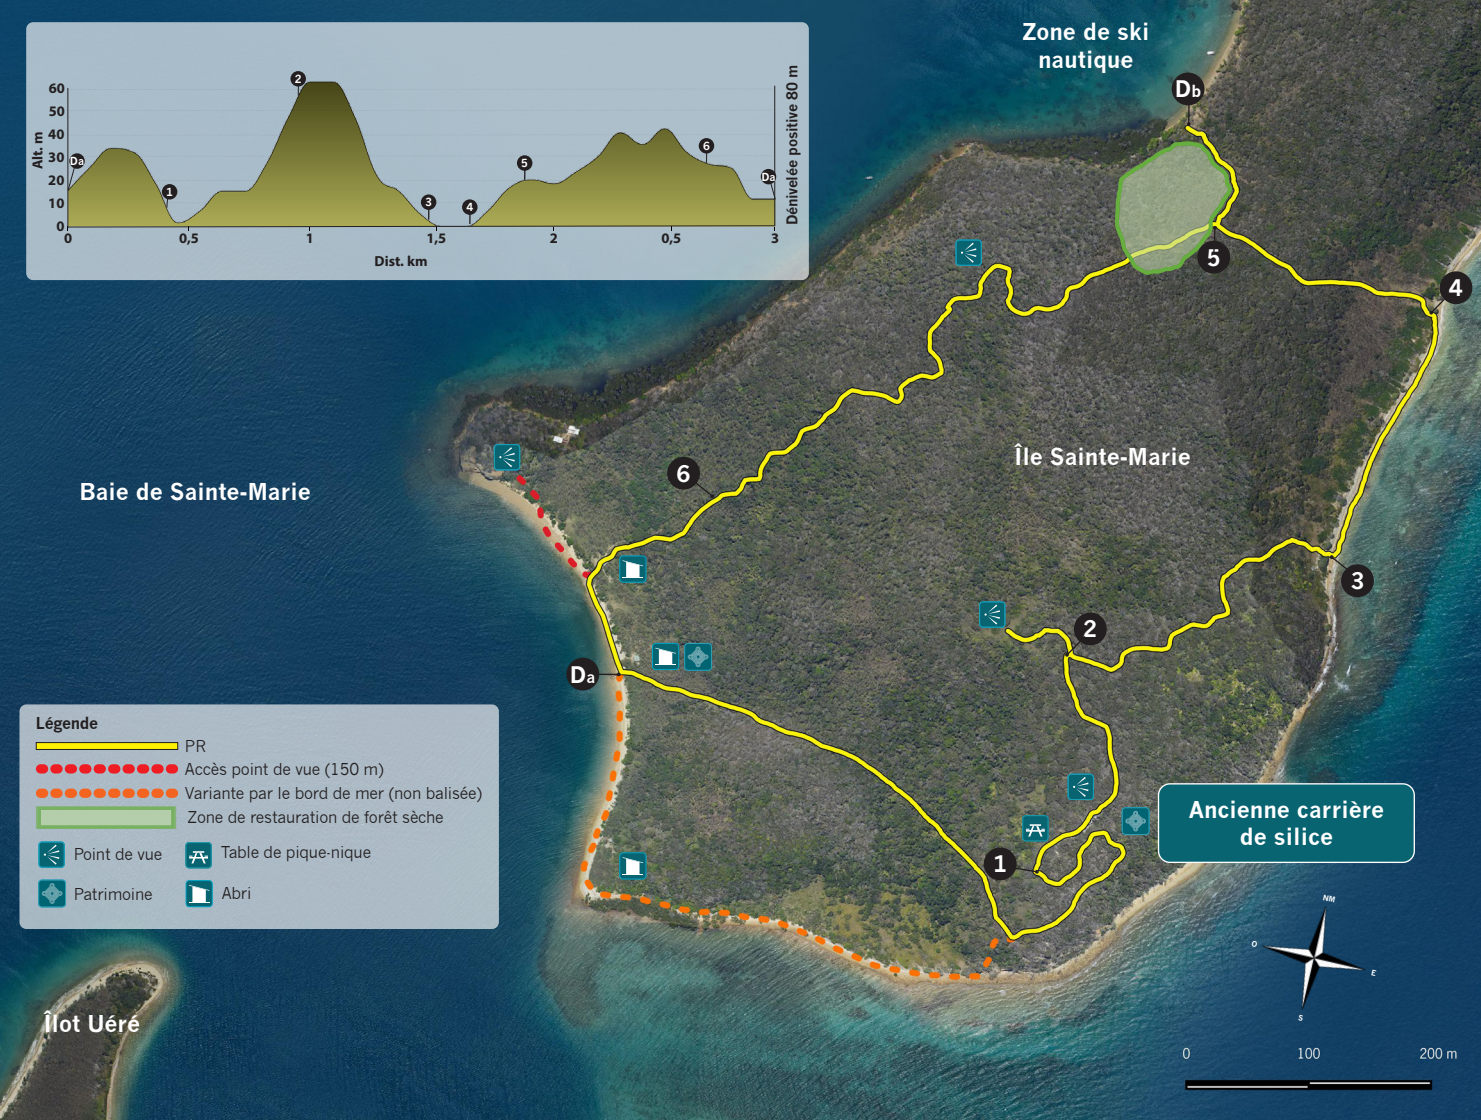 Zone de ski
nautique
Db
60
50
40
30
20
10
0
Alt. m
Da
1
2
3
4
5
6
Da
0
0,5
1
1,5
2
0,5
3
Dist. km
Dénivelée positive 80 m
5
4
Île Sainte-Marie
6
Baie de Sainte-Marie
3
2
Da
1
Ancienne carrière
de silice
Légende
PR
Accès point de vue (150 m)
Variante par le bord de mer (non balisée)
Zone de restauration de forêt sèche
Point de vue
Table de pique-nique
Patrimoine
Abri
NM
O
E
S
Îlot Uéré
0 100 200 m